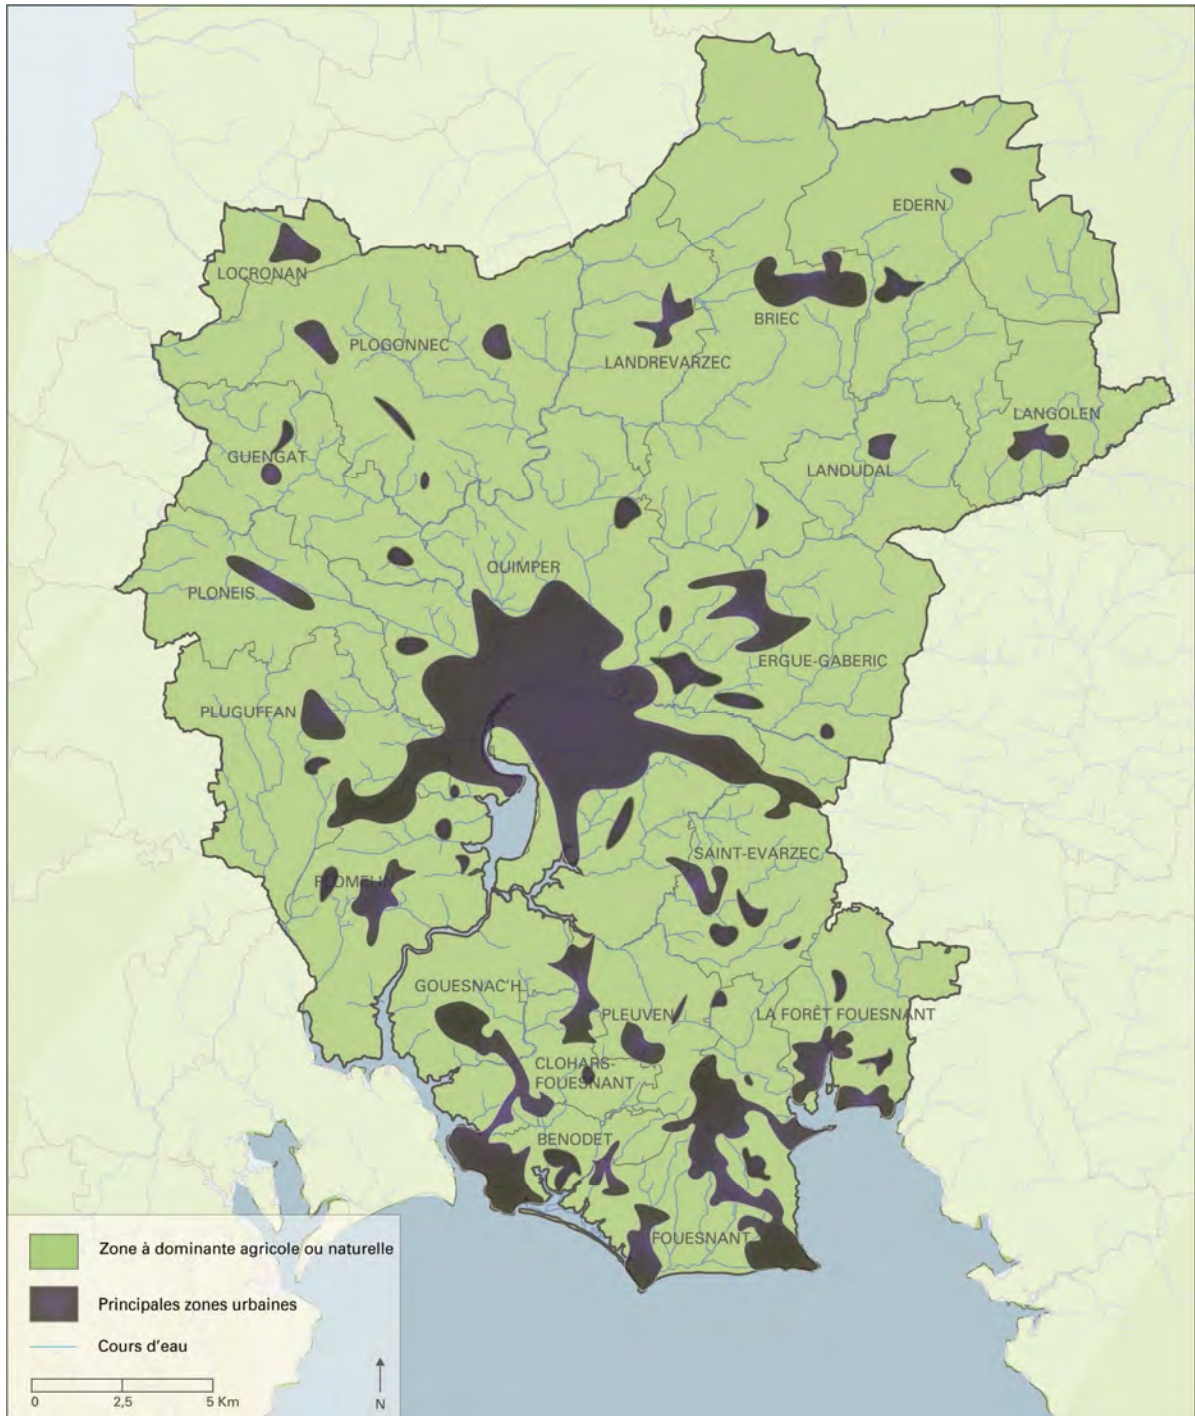 EDERN
LOCRONAN
BRIEC
PLOGONNEC
LANDREVARZEC
LANGOLEN
GUENGAT
LANDUDAL
QUIMPER
PLONEIS
ERGUE-GABERIC
PLUGUFFAN
SAINT-EVARZEC
PLOMELIN
GOUESNAC'H
PLEUVEN
LA FORÊT FOUESNANT
CLOHARS-
FOUESNANT
BENODET
FOUESNANT
Zone à dominante agricole ou naturelle
Principales zones urbaines
Cours d'eau
0 2,5 5 Km
N